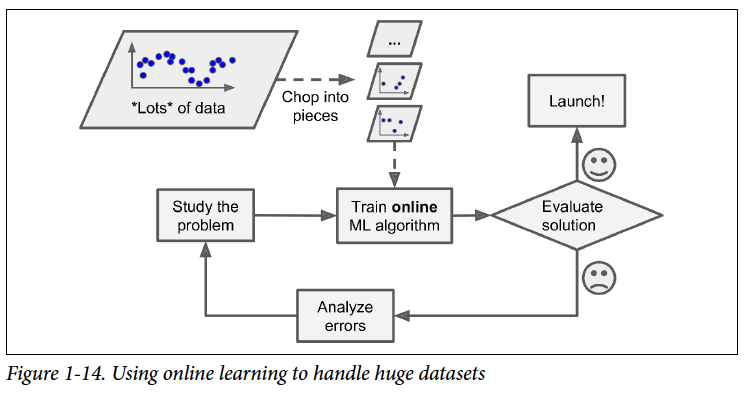 *Lots* of data
Chop into
pieces
...
Launch!
Study the
problem
Train online
ML algorithm
Evaluate
solution
Analyze
errors
Figure 1-14. Using online learning to handle huge datasets